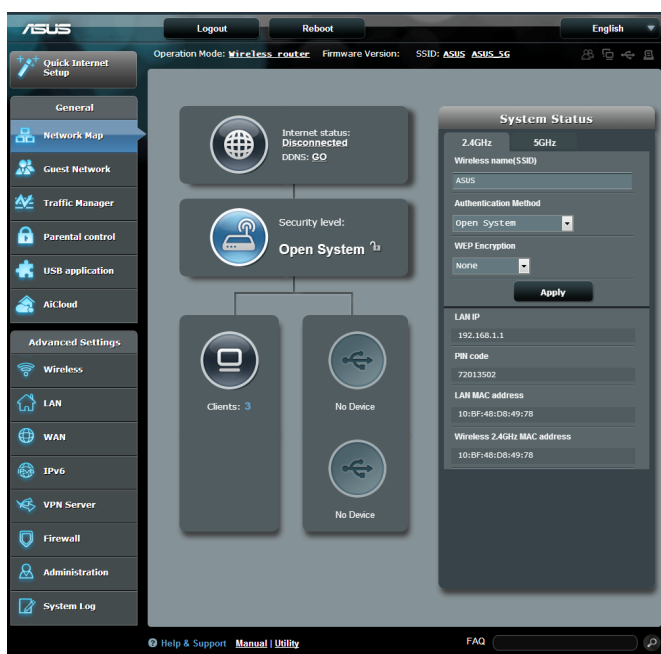 ASUS
Logout
Reboot
English
Operation Mode: Wireless router Firmware Version: SSID: ASUS ASUS_5G
Quick Internet
Setup
General
Network Map
Guest Network
Traffic Manager
Parental control
USB application
AiCloud
Advanced Settings
Wireless
LAN
WAN
IPv6
IPv6
VPN Server
Firewall
Administration
System Log
Internet status:
Disconnected
DDNS: GO
Security level:
Open System
Clients: 3
No Device
No Device
System Status
2.4GHz
5GHz
Wireless name(SSID)
ASUS
Authentication Method
Open System
WEP Encryption
None
Apply
LAN IP
192.168.1.1
PIN code
72013502
LAN MAC address
10:BF:48:D8:49:78
Wireless 2.4GHz MAC address
10:BF:48:D8:49:78
Help & Support Manual | Utility
FAQ